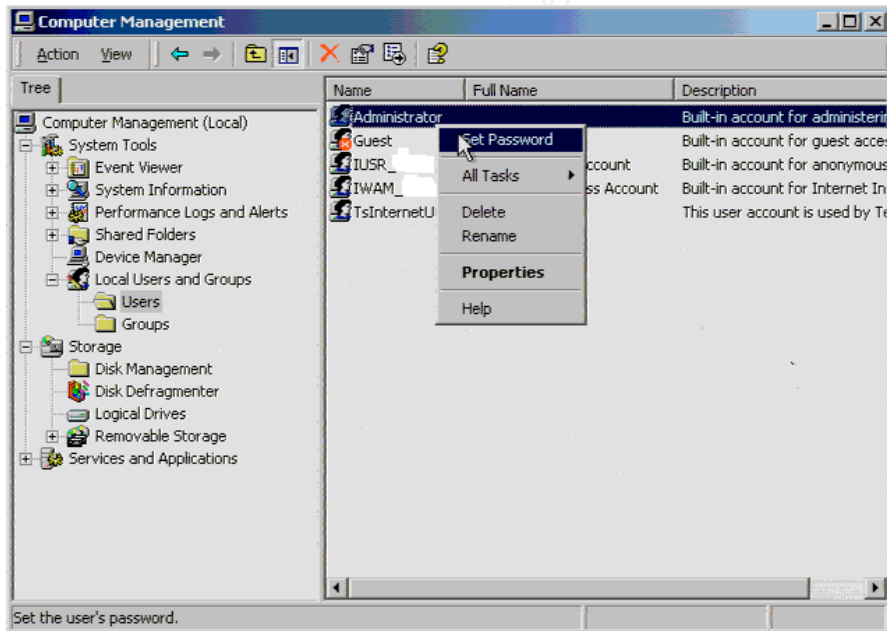 Computer Management
Action View
Tree
Name Full Name Description
Computer Management (Local)
System Tools
Event Viewer
System Information
Performance Logs and Alerts
Shared Folders
Device Manager
Local Users and Groups
Users
Groups
Storage
Disk Management
Disk Defragmenter
Logical Drives
Removable Storage
Services and Applications
Administrator Built-in account for administerin
Guest Built-in account for guest acce
IUSR_ ccount Built-in account for anonymous
IWAM_ ss Account Built-in account for Internet In
TsInternetU This user account is used by Te
Set Password
All Tasks
Delete
Rename
Properties
Help
Set the user's password.